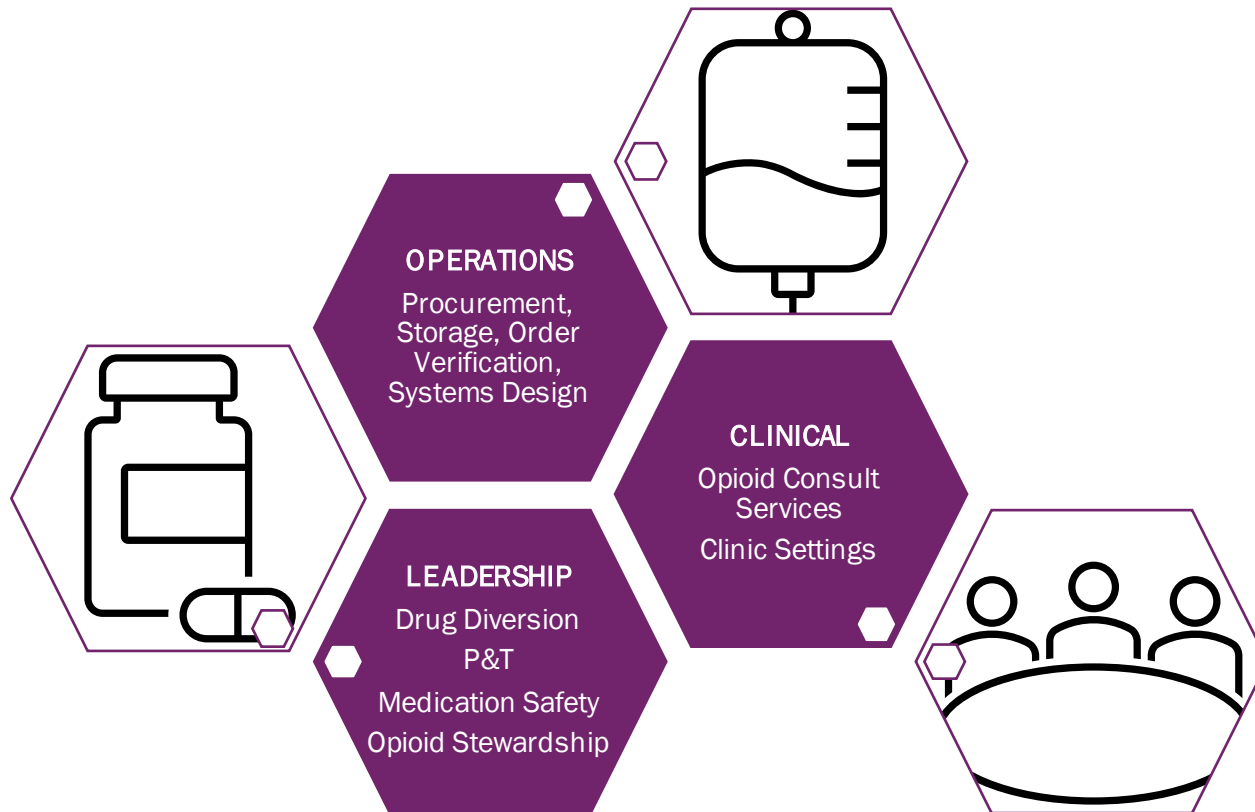 OPERATIONS
Procurement,
Storage, Order
Verification,
Systems Design
CLINICAL
Opioid Consult
Services
Clinic Settings
LEADERSHIP
Drug Diversion
P&T
Medication Safety
Opioid Stewardship